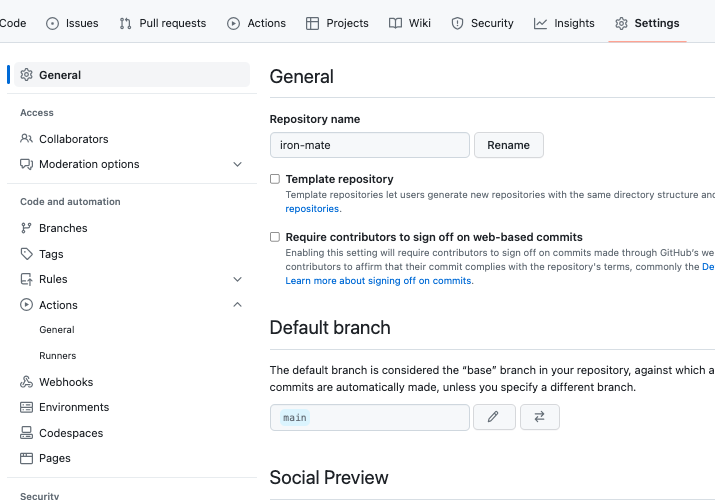 Code Issues Pull requests Actions Projects Wiki Security Insights Settings
General
Access
Collaborators
Moderation options
Code and automation
Branches
Tags
Rules
Actions
General
Runners
Webhooks
Environments
Codespaces
Pages
Security
General
Repository name
iron-mate Rename
Template repository
Template repositories let users generate new repositories with the same directory structure and
repositories.
Require contributors to sign off on web-based commits
Enabling this setting will require contributors to sign off on commits made through GitHub's we
contributors to affirm that their commit complies with the repository's terms, commonly the De
Learn more about signing off on commits.
Default branch
The default branch is considered the “base” branch in your repository, against which a
commits are automatically made, unless you specify a different branch.
main
Social Preview